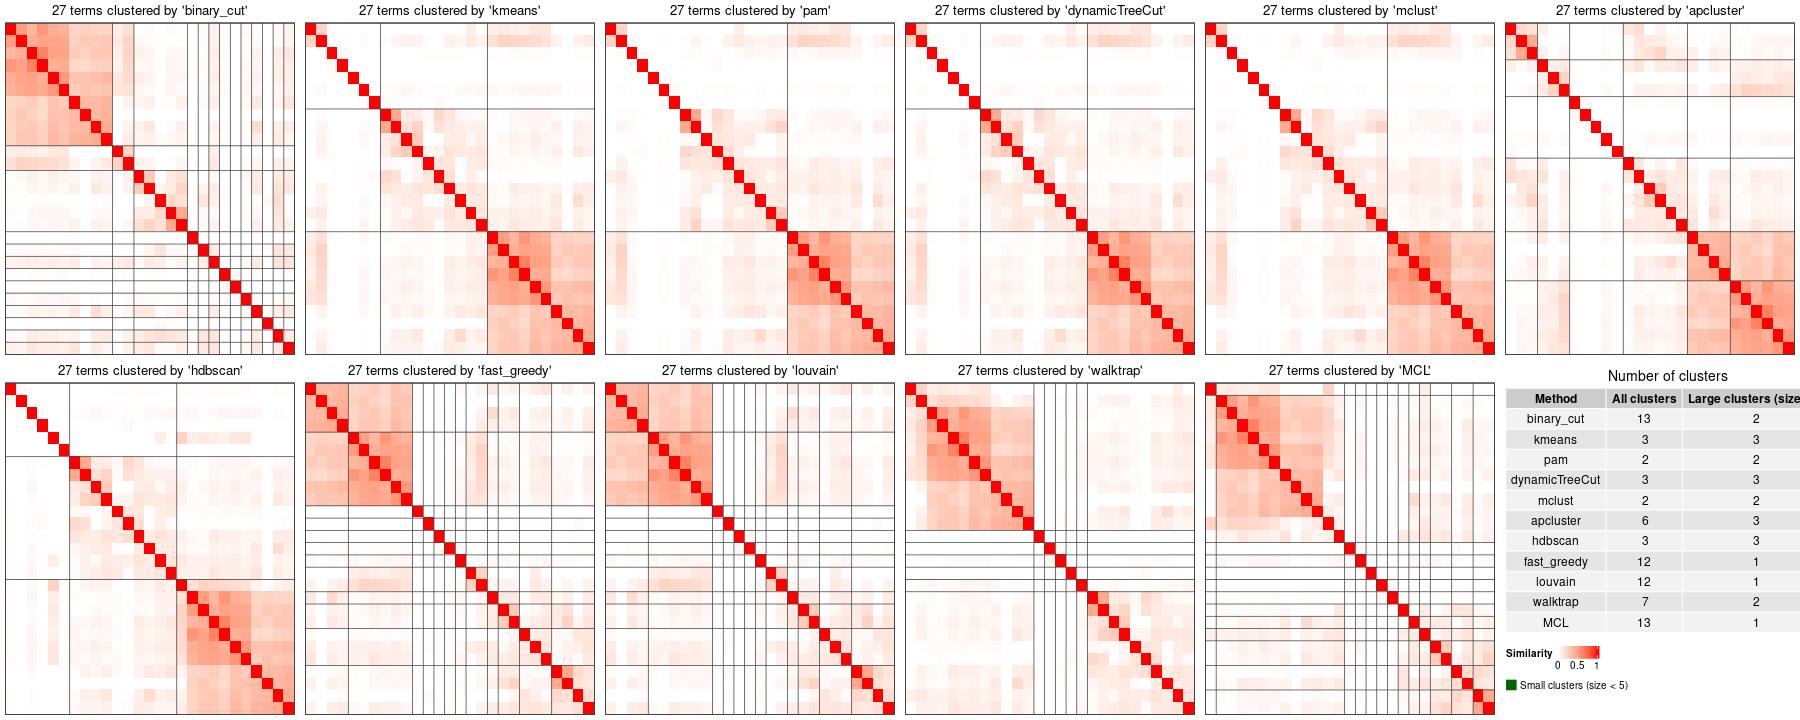 27 terms clustered by 'binary_cut'
27 terms clustered by 'kmeans'
27 terms clustered by 'pam'
27 terms clustered by 'dynamicTreeCut'
27 terms clustered by 'mclust'
27 terms clustered by 'apcluster'
27 terms clustered by 'hdbscan'
27 terms clustered by 'fast_greedy'
27 terms clustered by 'louvain'
27 terms clustered by 'walktrap'
27 terms clustered by 'MCL'
Number of clusters
Method All clusters Large clusters (size
binary_cut 13 2
kmeans 3 3
pam 2 2
dynamicTreeCut 3 3
mclust 2 2
apcluster 6 3
hdbscan 3 3
fast_greedy 12 1
louvain 12 1
walktrap 7 2
MCL 13 1
Similarity
0 0.5 1
Small clusters (size < 5)